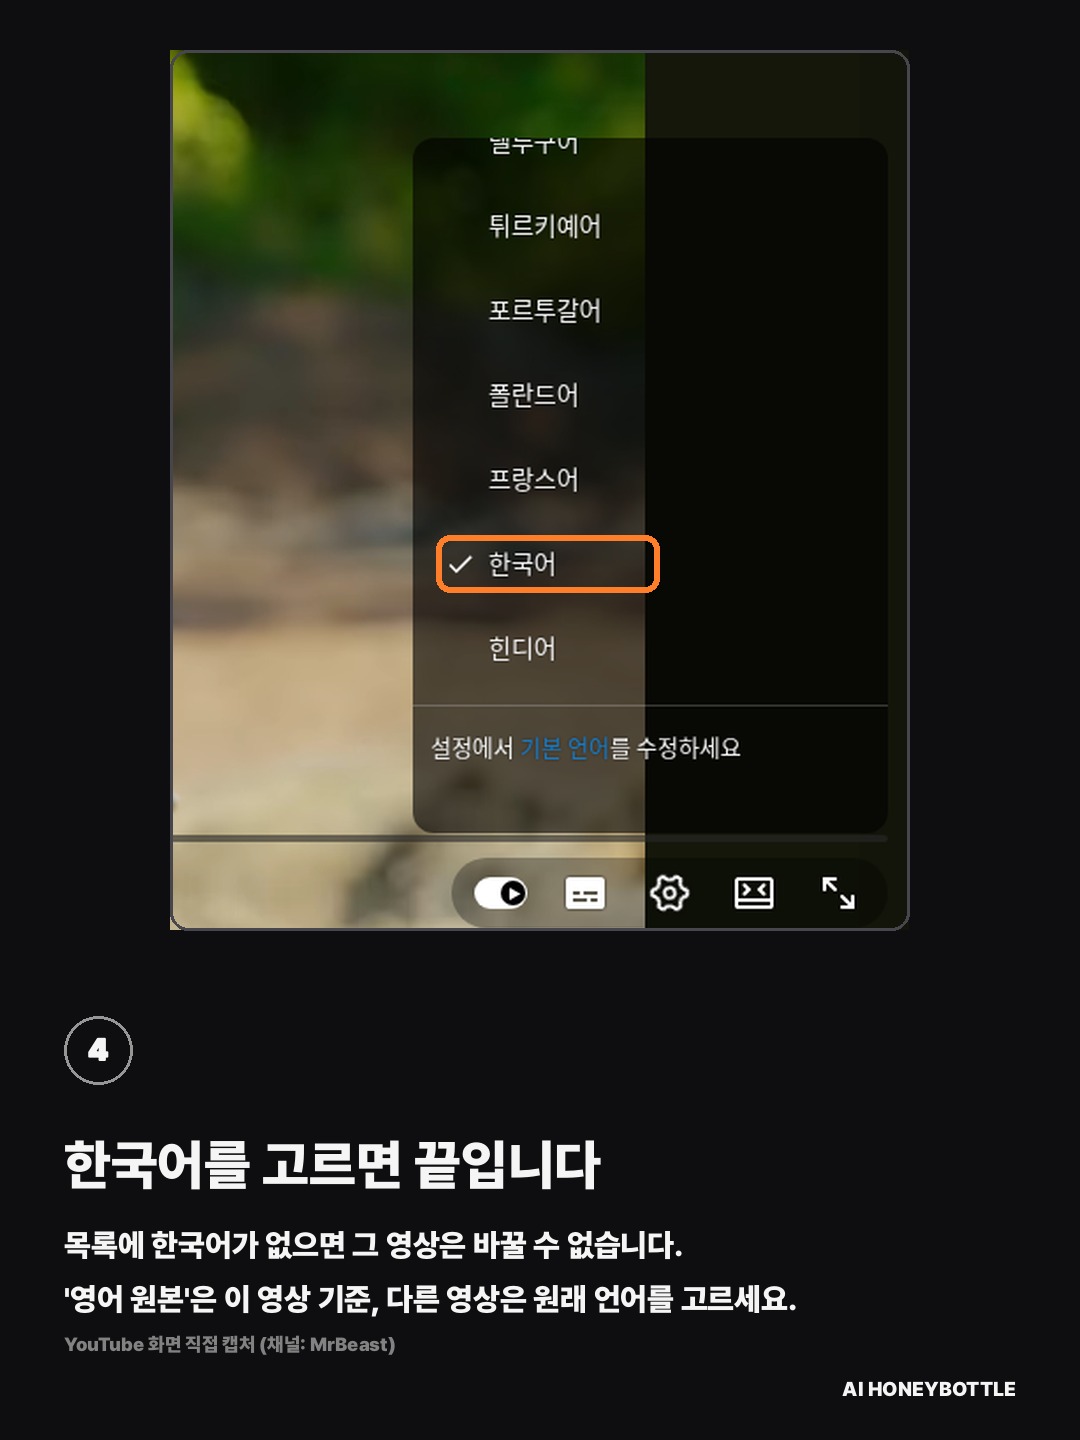 텔루구어
튀르키예어
포르투갈어
폴란드어
프랑스어
한국어
힌디어
설정에서 기본 언어를 수정하세요
4
한국어를 고르면 끝입니다
목록에 한국어가 없으면 그 영상은 바꿀 수 없습니다.
'영어 원본'은 이 영상 기준, 다른 영상은 원래 언어를 고르세요.
YouTube 화면 직접 캡처 (채널: MrBeast)
AI HONEYBOTTLE